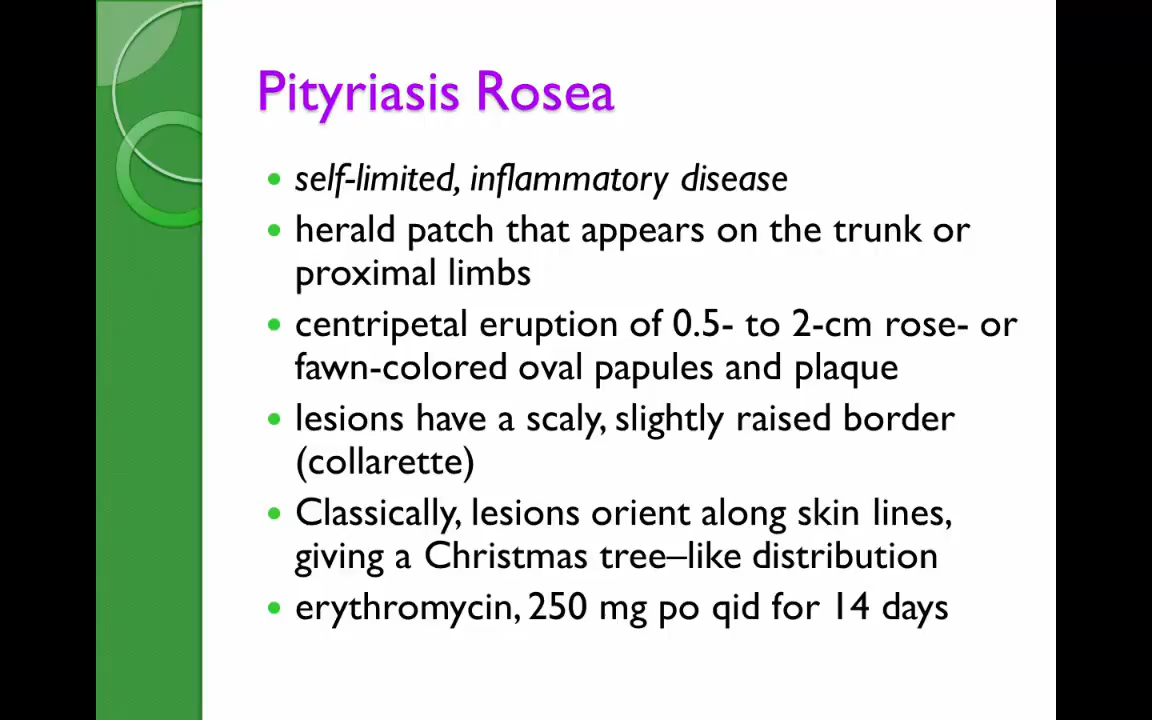 Pityriasis Rosea
• self-limited, inflammatory disease
• herald patch that appears on the trunk or
proximal limbs
• centripetal eruption of 0.5- to 2-cm rose- or
fawn-colored oval papules and plaque
• lesions have a scaly, slightly raised border
(collarette)
• Classically, lesions orient along skin lines,
giving a Christmas tree–like distribution
• erythromycin, 250 mg po qid for 14 days